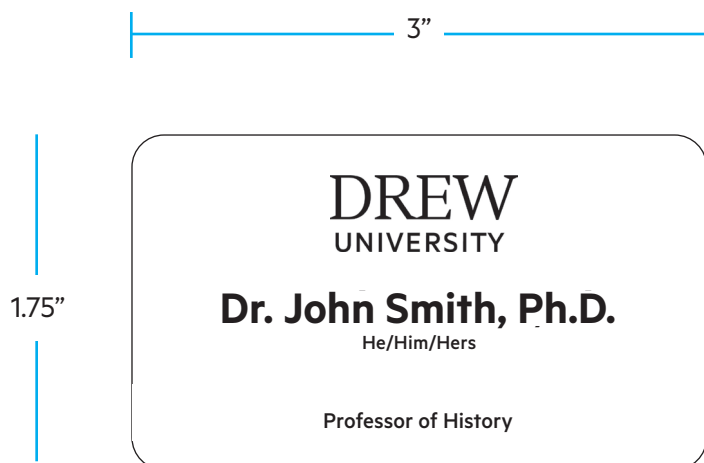 3”
DREW
UNIVERSITY
1.75”
Dr. John Smith, Ph.D.
He/Him/Hers
Professor of History